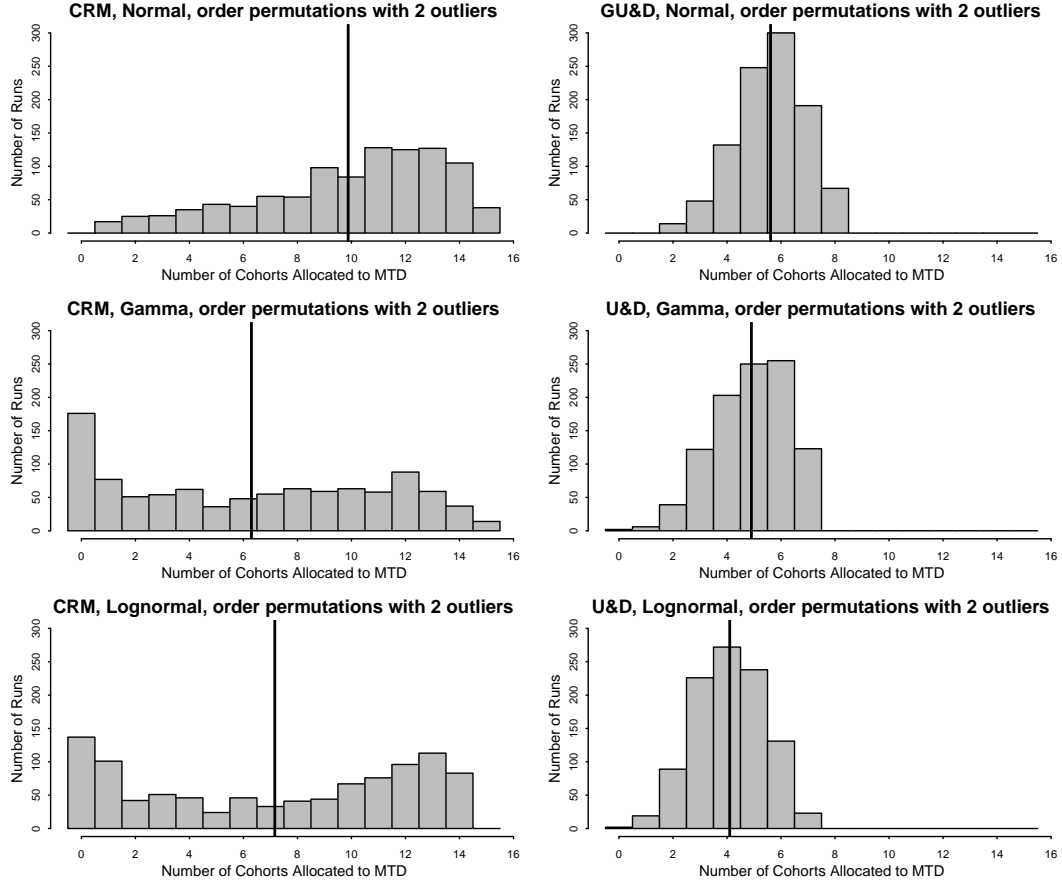 CRM, Normal, order permutations with 2 outliers
Number of Runs
0 50 100 150 200 250 300
0 2 4 6 8 10 12 14 16
Number of Cohorts Allocated to MTD
GU&D, Normal, order permutations with 2 outliers
Number of Runs
0 50 100 150 200 250 300
0 2 4 6 8 10 12 14 16
Number of Cohorts Allocated to MTD
CRM, Gamma, order permutations with 2 outliers
Number of Runs
0 50 100 150 200 250 300
0 2 4 6 8 10 12 14 16
Number of Cohorts Allocated to MTD
U&D, Gamma, order permutations with 2 outliers
Number of Runs
0 50 100 150 200 250 300
0 2 4 6 8 10 12 14 16
Number of Cohorts Allocated to MTD
CRM, Lognormal, order permutations with 2 outliers
Number of Runs
0 50 100 150 200 250 300
0 2 4 6 8 10 12 14 16
Number of Cohorts Allocated to MTD
U&D, Lognormal, order permutations with 2 outliers
Number of Runs
0 50 100 150 200 250 300
0 2 4 6 8 10 12 14 16
Number of Cohorts Allocated to MTD